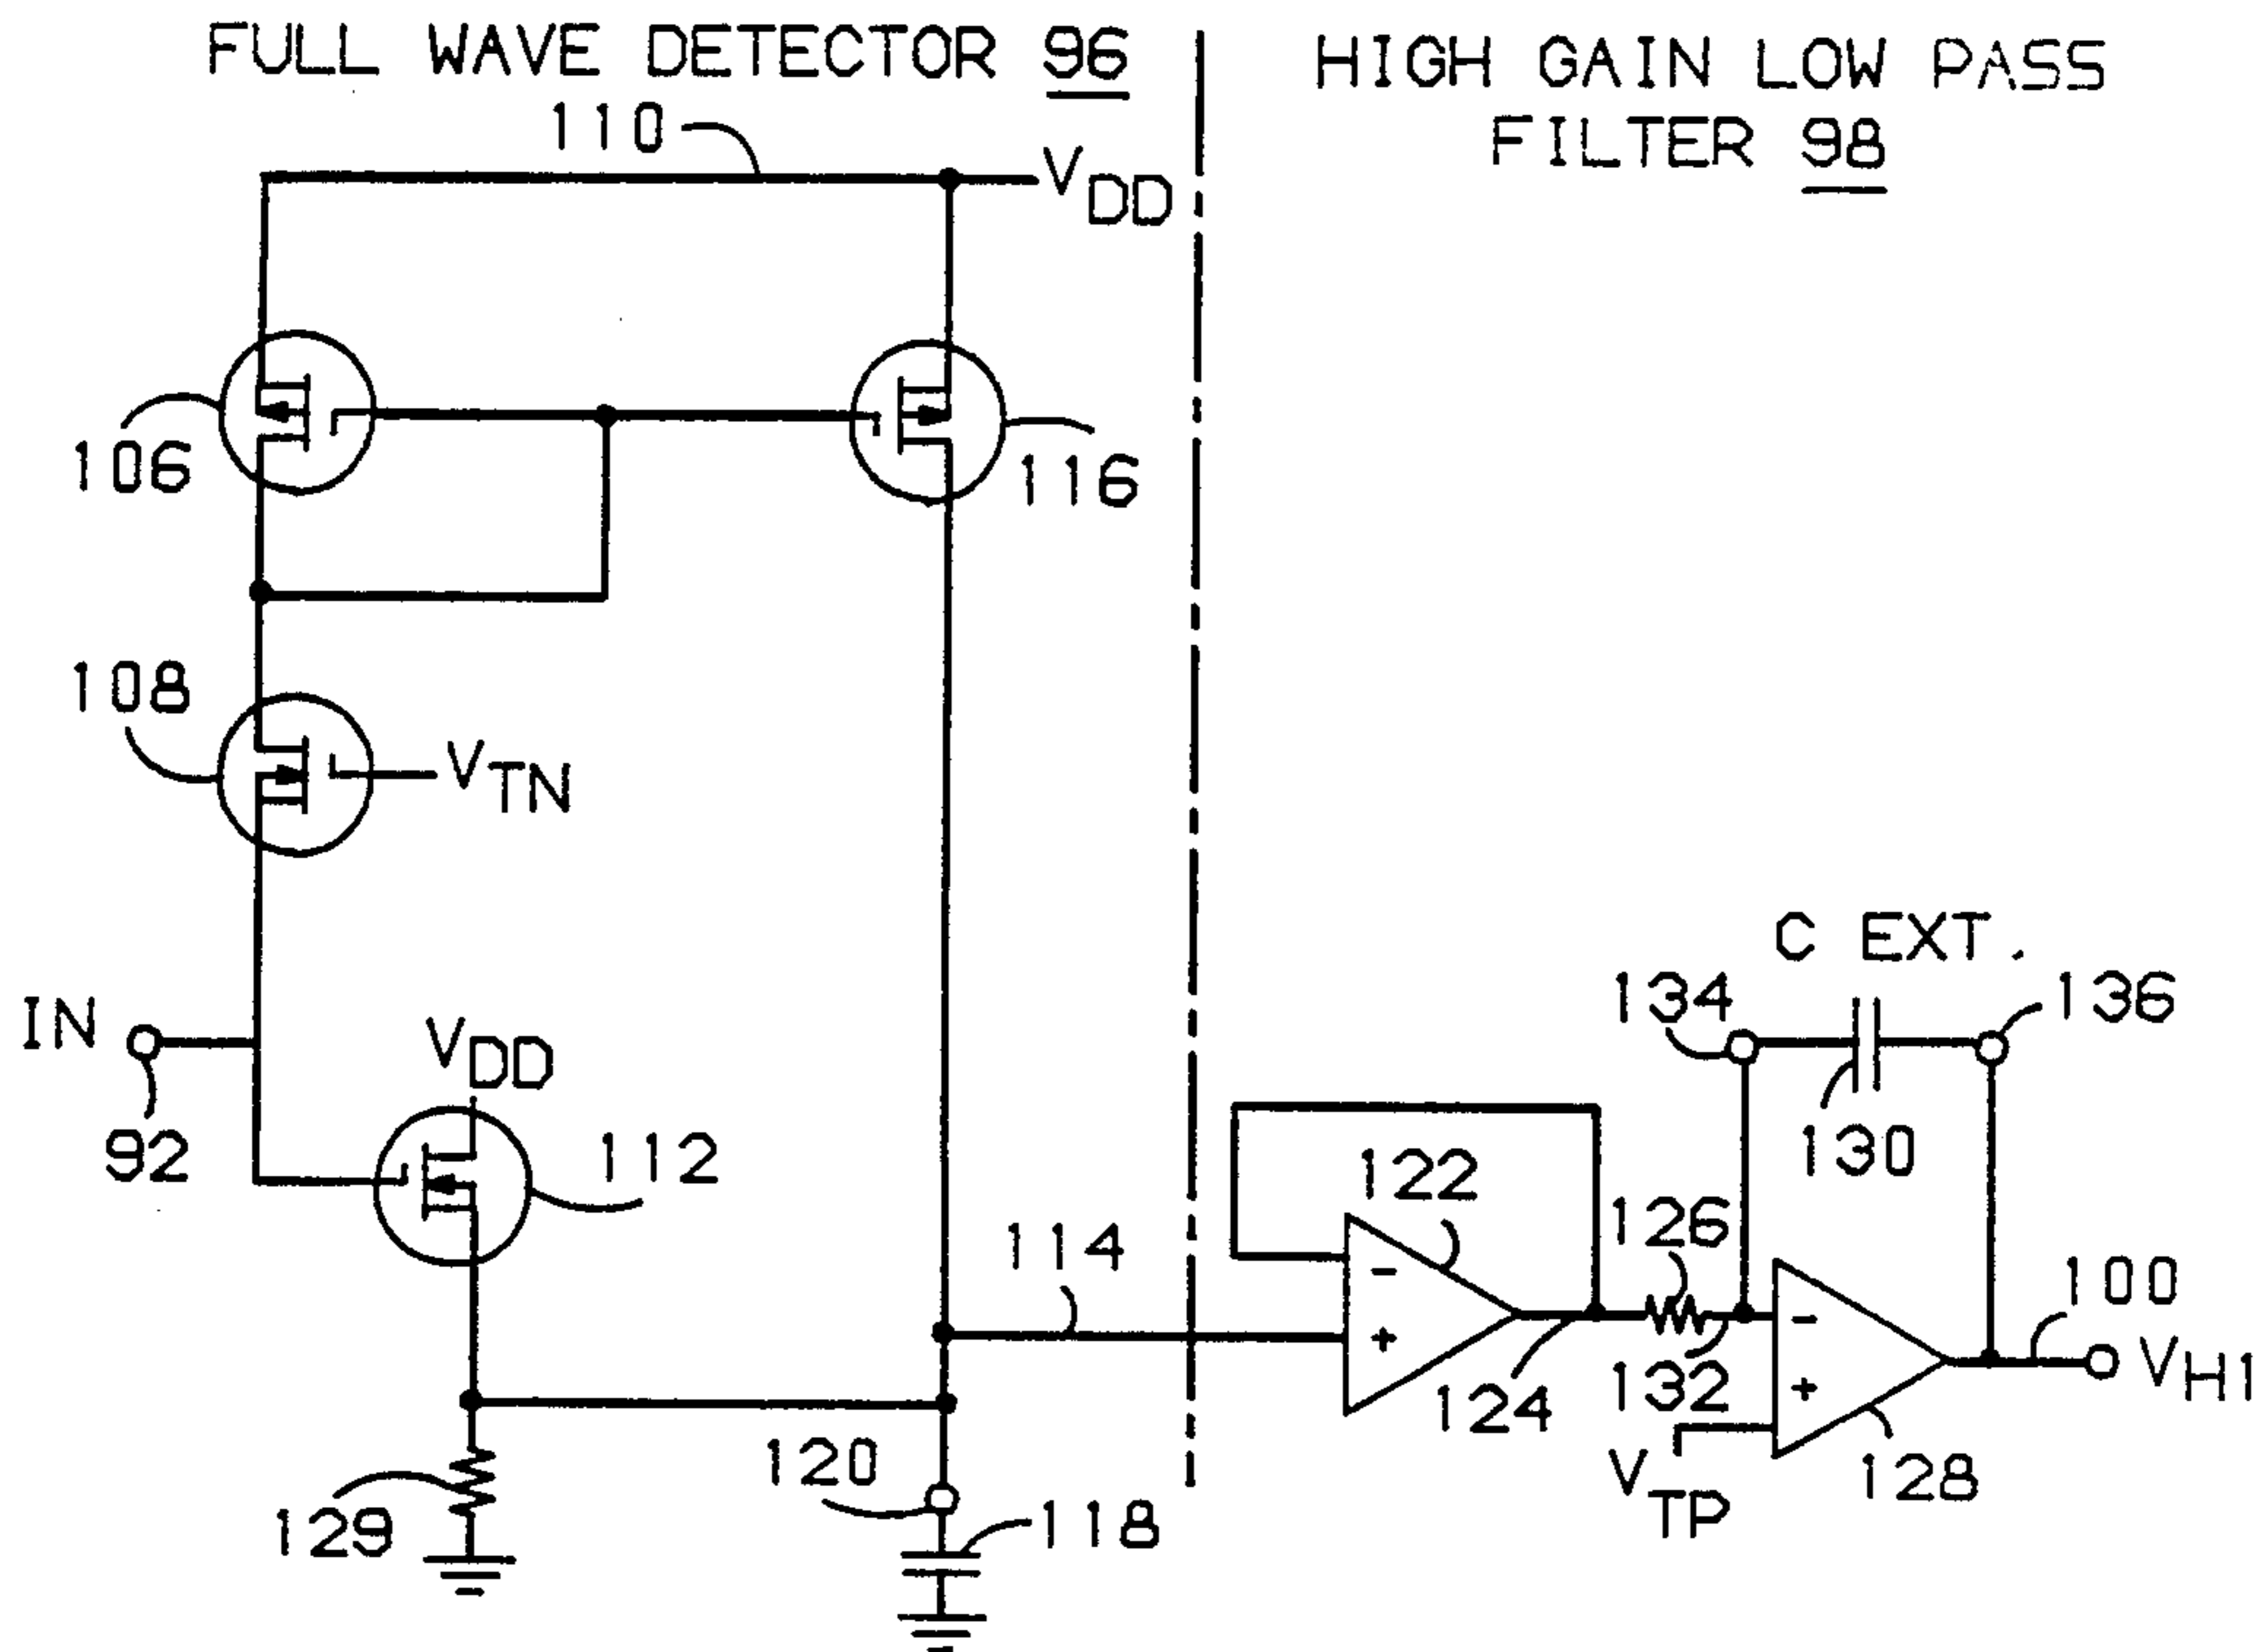 FULL WAVE DETECTOR 96
HIGH GAIN LOW PASS
FILTER 98
110
VDD
106
116
108
VTN
IN
92
VDD
112
114
120
118
129
C EXT.
134
136
130
122
126
124
132
128
VTP
100
VH1
-
+
-
+